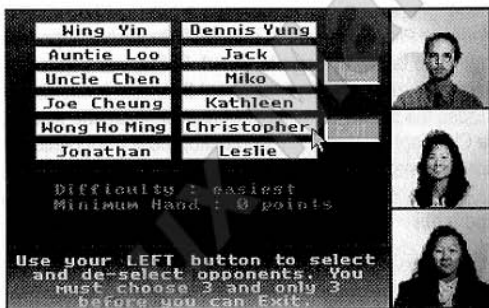 Wing Yin
Dennis Yung
Auntie Loo
Jack
Uncle Chen
Miko
Joe Cheung
Kathleen
Wong Ho Ming
Christopher
Jonathan
Leslie
Difficulty : easiest
Minimum Hand : 0 points
Use your LEFT button to select
and de-select opponents. You
must choose 3 and only 3
before you can Exit.